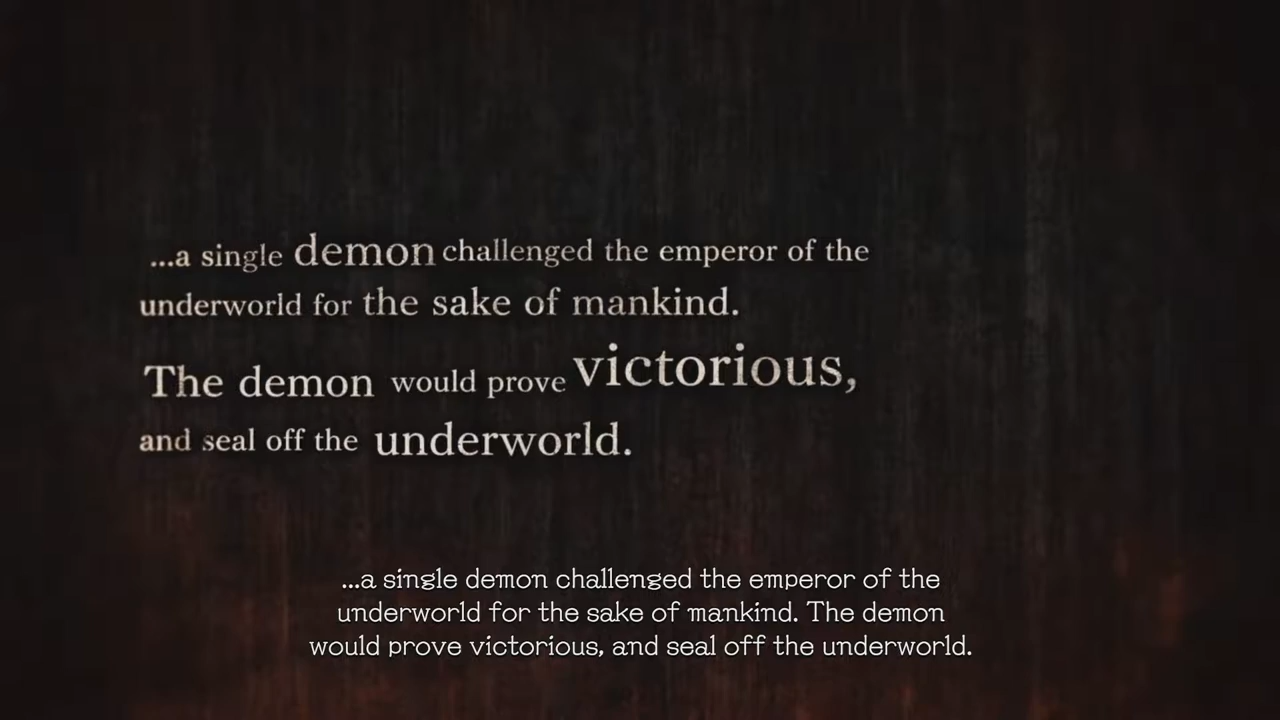 ...a single demon challenged the emperor of the
underworld for the sake of mankind.
The demon would prove victorious,
and seal off the underworld.
...a single demon challenged the emperor of the
underworld for the sake of mankind. The demon
would prove victorious, and seal off the underworld.